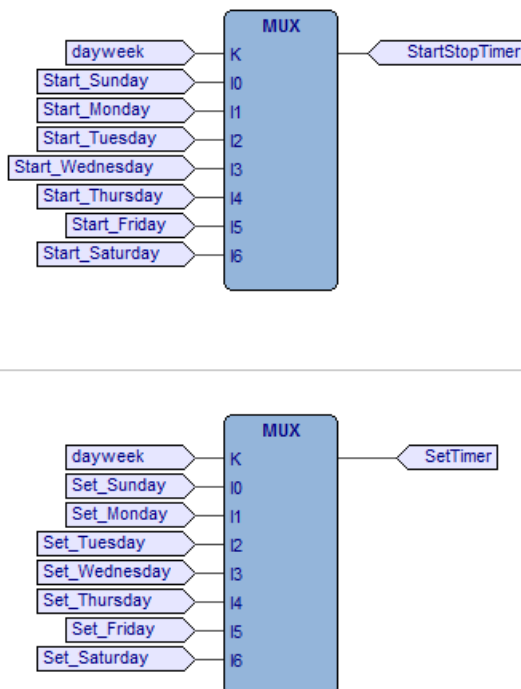 MUX
dayweek K StartStopTimer
Start_Sunday I0
Start_Monday I1
Start_Tuesday I2
Start_Wednesday I3
Start_Thursday I4
Start_Friday I5
Start_Saturday I6
MUX
dayweek K SetTimer
Set_Sunday I0
Set_Monday I1
Set_Tuesday I2
Set_Wednesday I3
Set_Thursday I4
Set_Friday I5
Set_Saturday I6